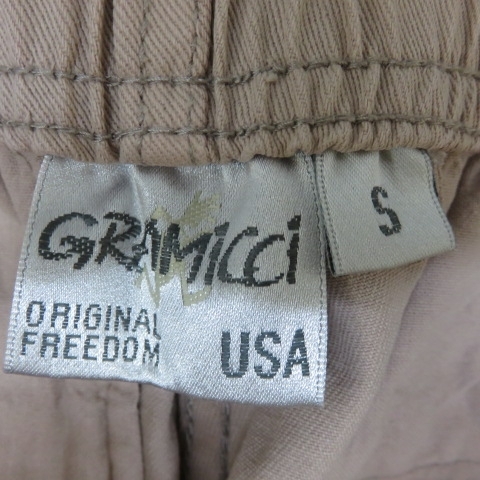 GRAMICCI
ORIGINAL
FREEDOM
USA
S